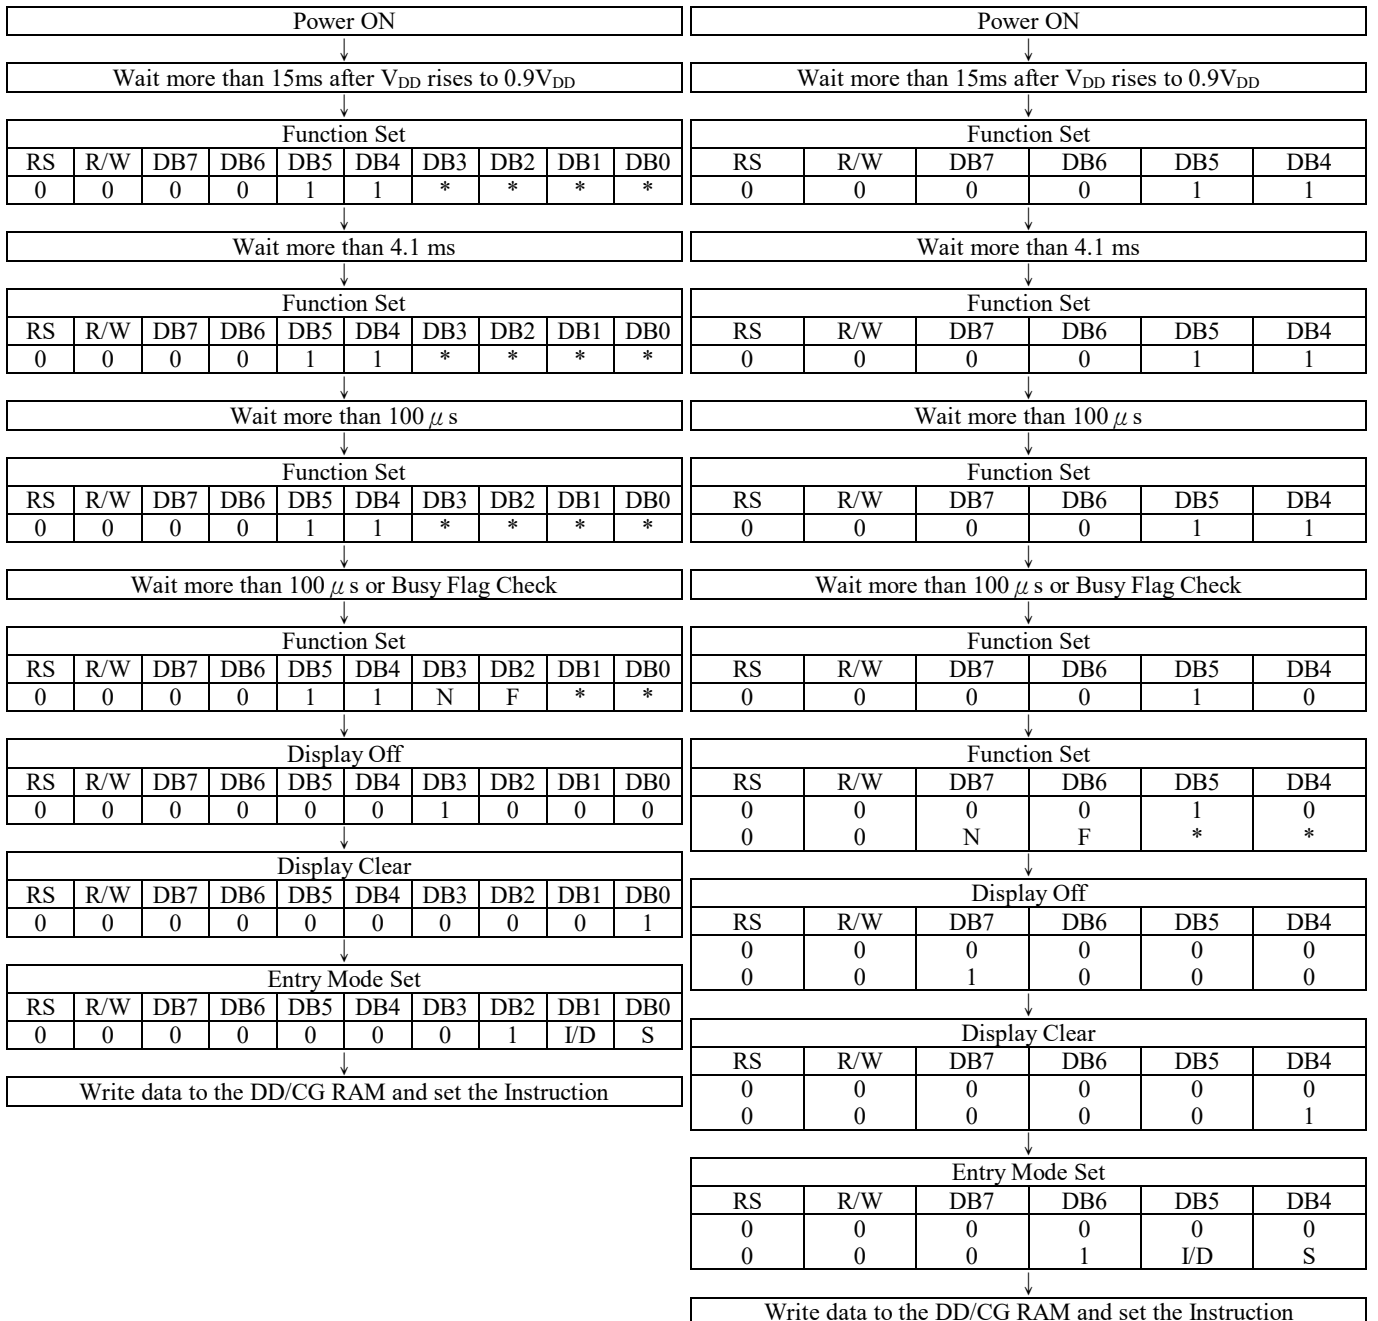 Power ON
Wait more than 15ms after VDD rises to 0.9VDD
Function Set
RS R/W DB7 DB6 DB5 DB4 DB3 DB2 DB1 DB0
0 0 0 0 1 1 * * * *
Wait more than 4.1 ms
Function Set
RS R/W DB7 DB6 DB5 DB4 DB3 DB2 DB1 DB0
0 0 0 0 1 1 * * * *
Wait more than 100 μ s
Function Set
RS R/W DB7 DB6 DB5 DB4 DB3 DB2 DB1 DB0
0 0 0 0 1 1 * * * *
Wait more than 100 μ s or Busy Flag Check
Function Set
RS R/W DB7 DB6 DB5 DB4 DB3 DB2 DB1 DB0
0 0 0 0 1 1 N F * *
Display Off
RS R/W DB7 DB6 DB5 DB4 DB3 DB2 DB1 DB0
0 0 0 0 0 0 1 0 0 0
Display Clear
RS R/W DB7 DB6 DB5 DB4 DB3 DB2 DB1 DB0
0 0 0 0 0 0 0 0 0 1
Entry Mode Set
RS R/W DB7 DB6 DB5 DB4 DB3 DB2 DB1 DB0
0 0 0 0 0 0 0 1 I/D S
Write data to the DD/CG RAM and set the Instruction
Power ON
Wait more than 15ms after VDD rises to 0.9VDD
Function Set
RS R/W DB7 DB6 DB5 DB4
0 0 0 0 1 1
Wait more than 4.1 ms
Function Set
RS R/W DB7 DB6 DB5 DB4
0 0 0 0 1 1
Wait more than 100 μ s
Function Set
RS R/W DB7 DB6 DB5 DB4
0 0 0 0 1 1
Wait more than 100 μ s or Busy Flag Check
Function Set
RS R/W DB7 DB6 DB5 DB4
0 0 0 0 1 0
Function Set
RS R/W DB7 DB6 DB5 DB4
0 0 0 0 1 0
0 0 N F * *
Display Off
RS R/W DB7 DB6 DB5 DB4
0 0 0 0 0 0
0 0 1 0 0 0
Display Clear
RS R/W DB7 DB6 DB5 DB4
0 0 0 0 0 0
0 0 0 0 0 1
Entry Mode Set
RS R/W DB7 DB6 DB5 DB4
0 0 0 0 0 0
0 0 0 1 I/D S
Write data to the DD/CG RAM and set the Instruction